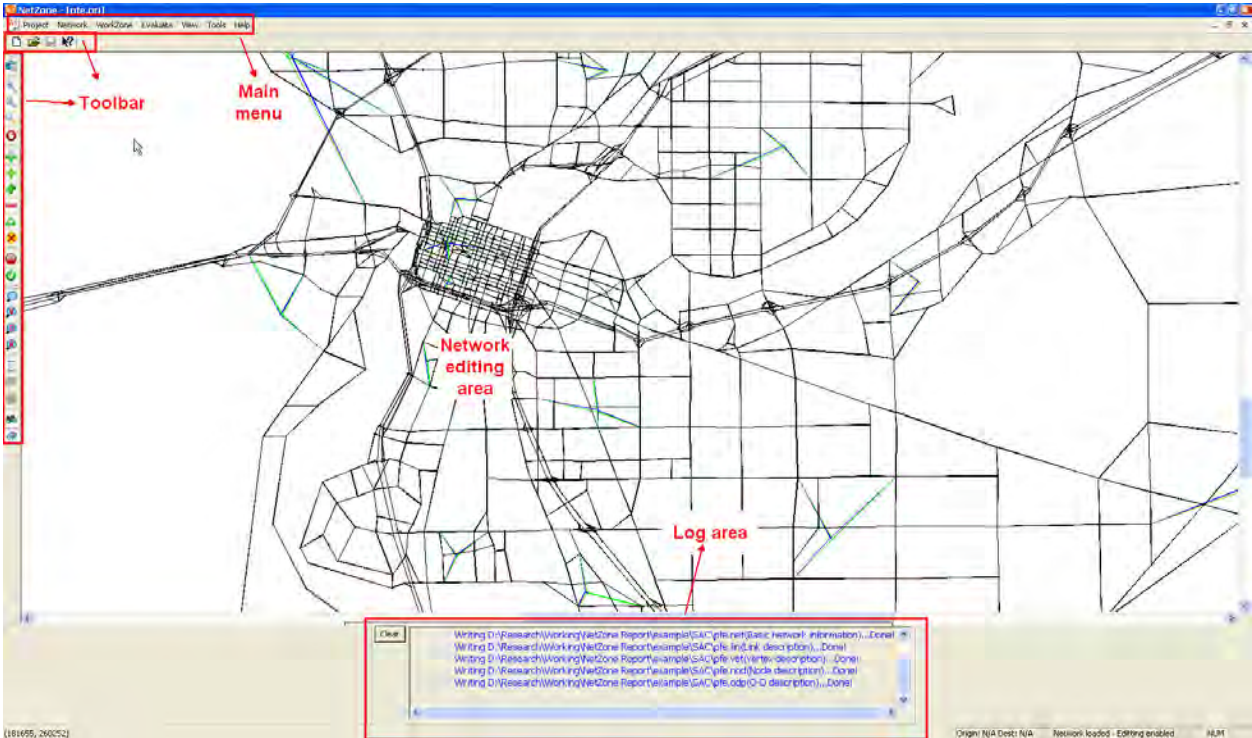 NetZone - [nte.ori]
Project Network WorkZone Evaluate View Tools Help
Toolbar
Main
menu
Network
editing
area
Log area
Clear
Writing D:\Research\Working\NetZone Report\example\SAC\pfe.net(Basic network information)...Done!
Writing D:\Research\Working\NetZone Report\example\SAC\pfe.lin(Link description)...Done!
Writing D:\Research\Working\NetZone Report\example\SAC\pfe.vet(vertex description)...Done!
Writing D:\Research\Working\NetZone Report\example\SAC\pfe.nod(Node description)...Done!
Writing D:\Research\Working\NetZone Report\example\SAC\pfe.odp(O-D description)...Done!
(181655, 260252)
Origin: N/A Dest: N/A
Network loaded - Editing enabled
NUM